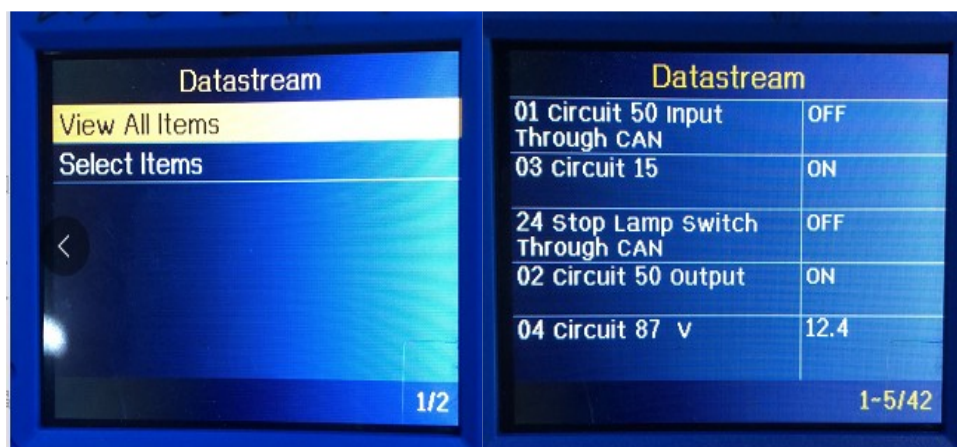 Datastream
View All Items
Select Items
1/2
Datastream
01 Circuit 50 Input
Through CAN
OFF
03 Circuit 15
ON
24 Stop Lamp Switch
Through CAN
OFF
02 Circuit 50 Output
ON
04 Circuit 87 V
12.4
1~5/42